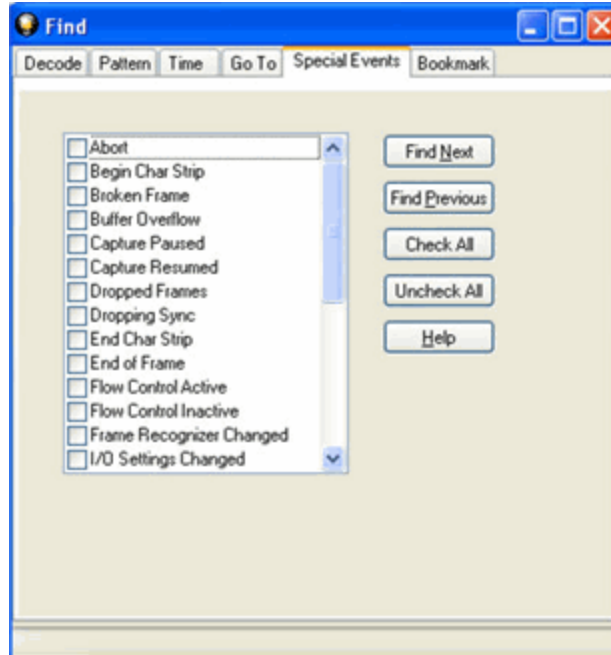 Find
Decode Pattern Time Go To Special Events Bookmark
Abort
Begin Char Strip
Broken Frame
Buffer Overflow
Capture Paused
Capture Resumed
Dropped Frames
Dropping Sync
End Char Strip
End of Frame
Flow Control Active
Flow Control Inactive
Frame Recognizer Changed
I/O Settings Changed
Find Next
Find Previous
Check All
Uncheck All
Help